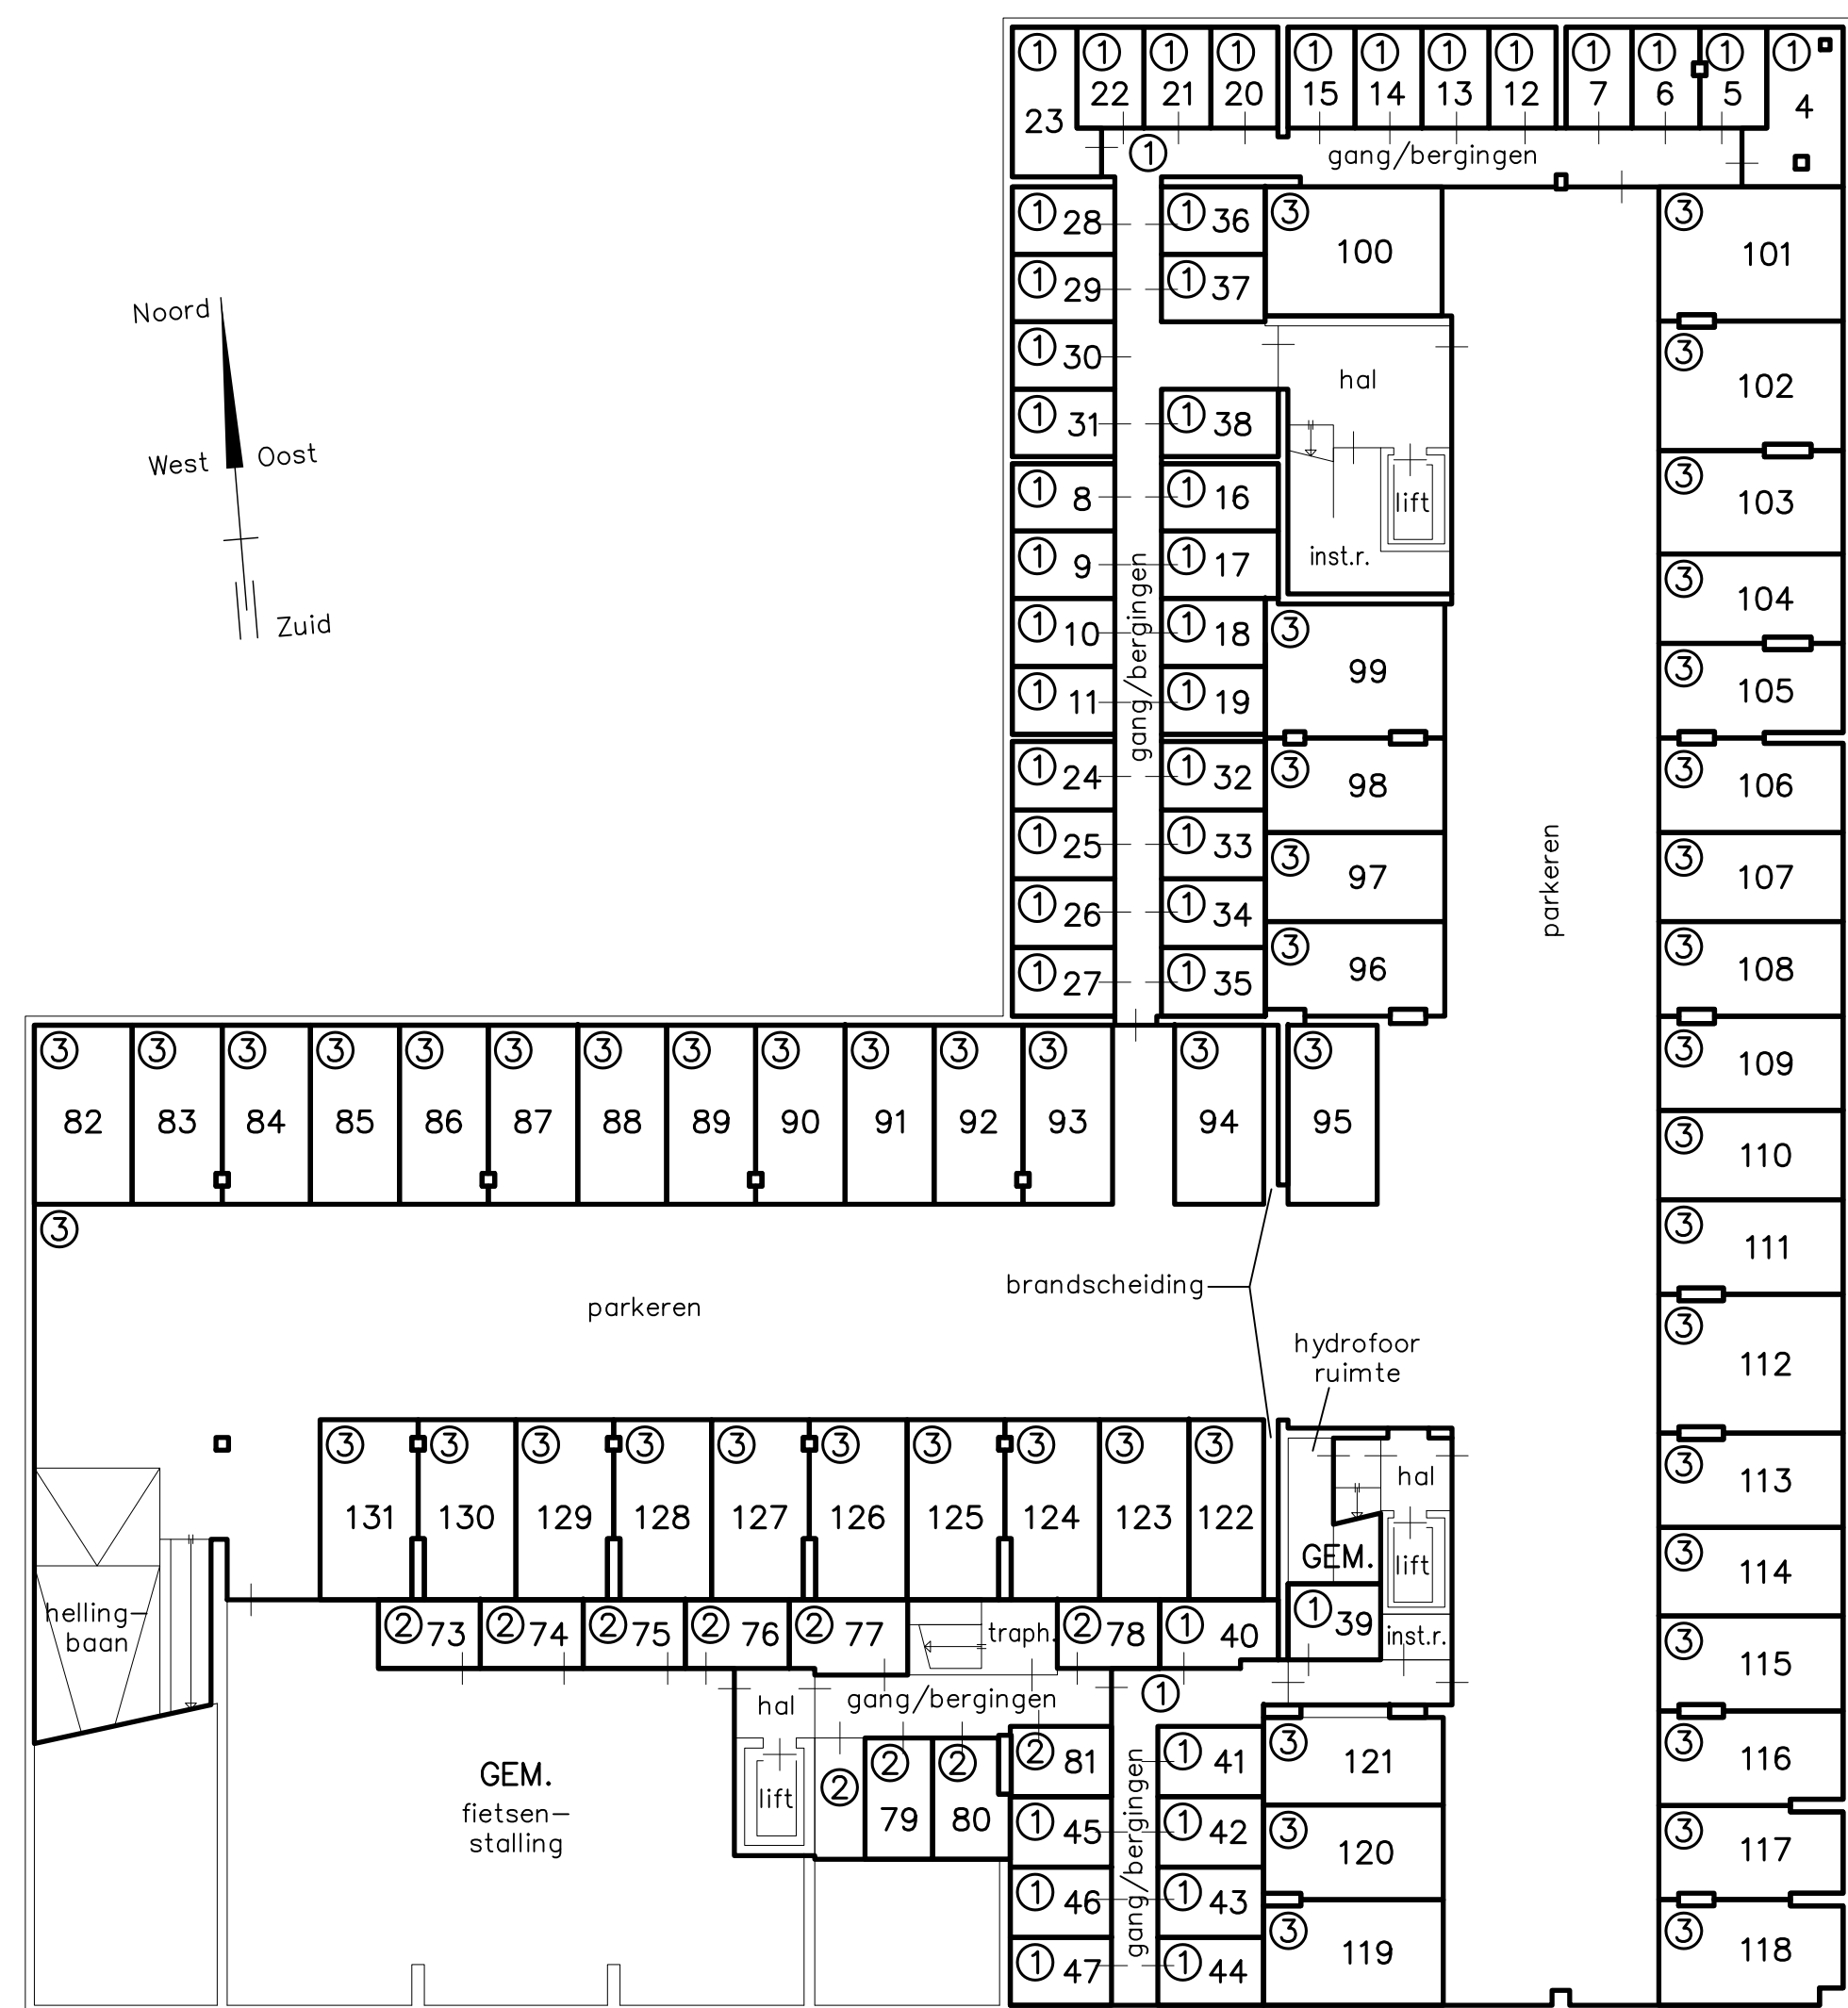 ① ① ① ① ① ① ① ① ① ① ① ①
23 22 21 20 15 14 13 12 7 6 5 4
① gang/bergingen
Noord
West Oost
Zuid
① 28 ① 36 ③ 100 ③ 101
① 29 ① 37
① 30 hal ③ 102
① 31 ① 38
① 8 ① 16 lift ③ 103
① 9 ① 17 inst.r.
gang/bergingen
① 10 ① 18 ③ 99 ③ 104
① 11 ① 19 ③ 105
① 24 ① 32 ③ 98 ③ 106
① 25 ① 33 ③ 97 ③ 107
parkeren
① 26 ① 34 ③ 96 ③ 108
① 27 ① 35
③ ③ ③ ③ ③ ③ ③ ③ ③ ③ ③ ③ ③ ③
82 83 84 85 86 87 88 89 90 91 92 93 94 95
③ 109
③ 110
③ 111
③ 112
③
parkeren
brandscheiding
hydrofoor
ruimte
③ ③ ③ ③ ③ ③ ③ ③ ③ ③
131 130 129 128 127 126 125 124 123 122
hal
GEM.
lift
③ 113
③ 114
helling-
baan
② 73 ② 74 ② 75 ② 76 ② 77 traph. ② 78 ① 40 ① 39 inst.r.
③ 115
hal
gang/bergingen
①
GEM.
fietsen-
stalling
lift
②
② 79 ② 80
② 81 ① 41 ③ 121 ③ 116
① 45 ① 42 ③ 120 ③ 117
gang/bergingen
① 46 ① 43
① 47 ① 44 ③ 119 ③ 118